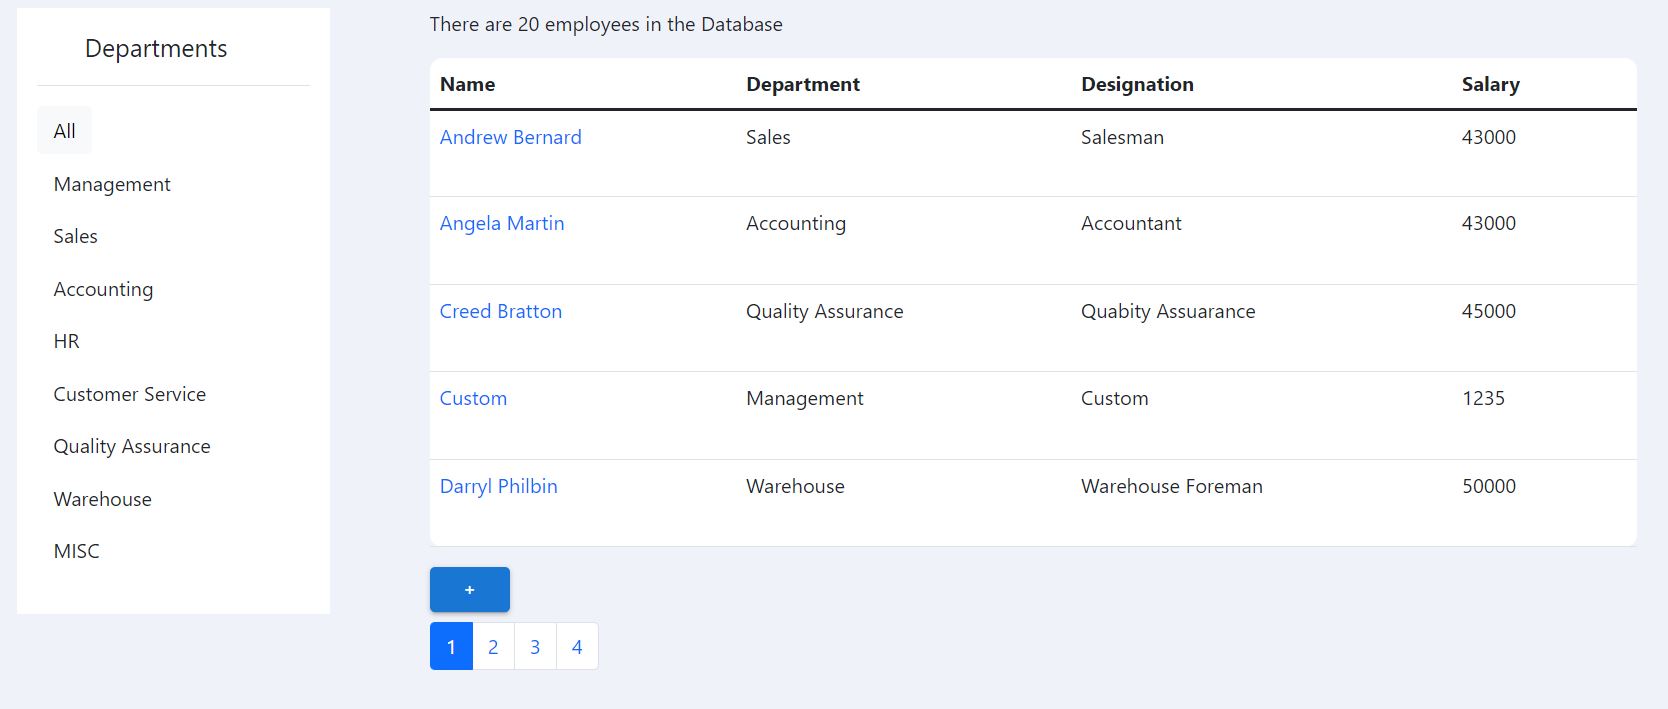 Departments
All
Management
Sales
Accounting
HR
Customer Service
Quality Assurance
Warehouse
MISC
There are 20 employees in the Database
Name Department Designation Salary
Andrew Bernard Sales Salesman 43000
Angela Martin Accounting Accountant 43000
Creed Bratton Quality Assurance Quabity Assuarance 45000
Custom Management Custom 1235
Darryl Philbin Warehouse Warehouse Foreman 50000
+
1 2 3 4